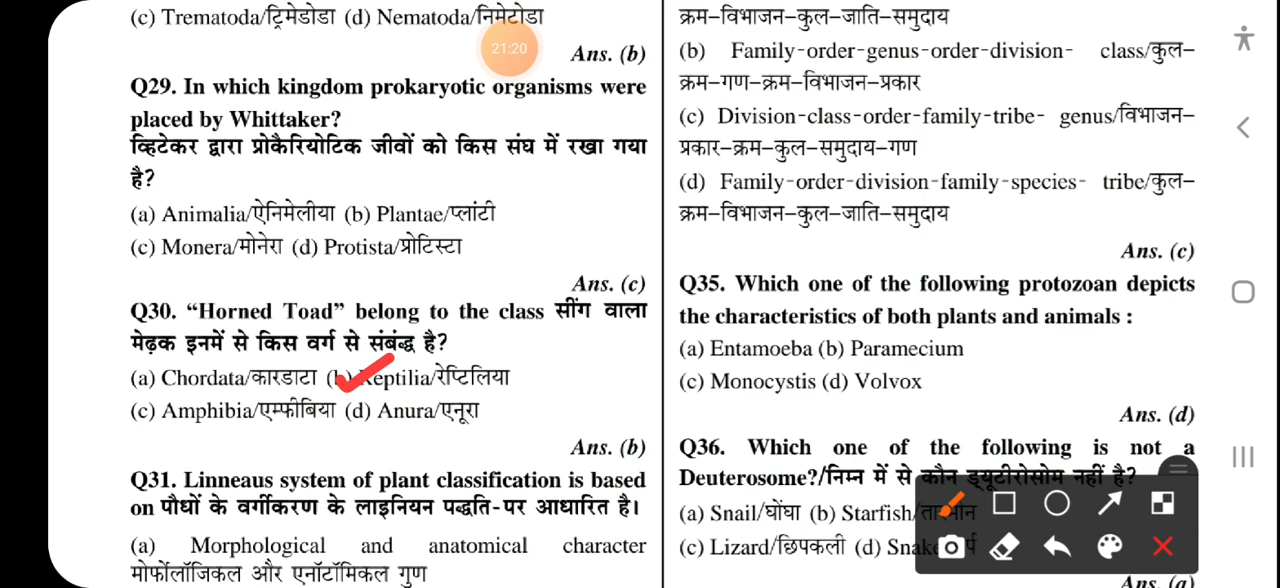 (c) Trematoda/ट्रिमेडोडा (d) Nematoda/निमेटोडा
21:20
Ans. (b)
Q29. In which kingdom prokaryotic organisms were
placed by Whittaker?
व्हिटेकर द्वारा प्रोकैरियोटिक जीवों को किस संघ में रखा गया
है?
(a) Animalia/ऐनिमेलीया (b) Plantae/प्लांटी
(c) Monera/मोनेरा (d) Protista/प्रोटिस्टा
Ans. (c)
Q30. “Horned Toad” belong to the class सींग वाला
मेढ़क इनमें से किस वर्ग से संबंद्ध है?
(a) Chordata/कारडाटा (b) Reptilia/रेप्टिलिया
(c) Amphibia/एम्फीबिया (d) Anura/एनूरा
Ans. (b)
Q31. Linneaus system of plant classification is based
on पौधों के वर्गीकरण के लाइनियन पद्धति-पर आधारित है।
(a) Morphological and anatomical character
मोर्फोलॉजिकल और एनॉटॉमिकल गुण
क्रम–विभाजन–कुल–जाति–समुदाय
(b) Family-order-genus-order-division- class/कुल–
क्रम–गण–क्रम–विभाजन–प्रकार
(c) Division-class-order-family-tribe- genus/विभाजन–
प्रकार–क्रम–कुल–समुदाय–गण
(d) Family-order-division-family-species- tribe/कुल–
क्रम–विभाजन–कुल–जाति–समुदाय
Ans. (c)
Q35. Which one of the following protozoan depicts
the characteristics of both plants and animals :
(a) Entamoeba (b) Paramecium
(c) Monocystis (d) Volvox
Ans. (d)
Q36. Which one of the following is not a
Deuterosome?/निम्न में से कौन ड्यूटीरोसोम नहीं है?
(a) Snail/घोंघा (b) Starfish/
(c) Lizard/छिपकली (d) Snake
Ans. (a)